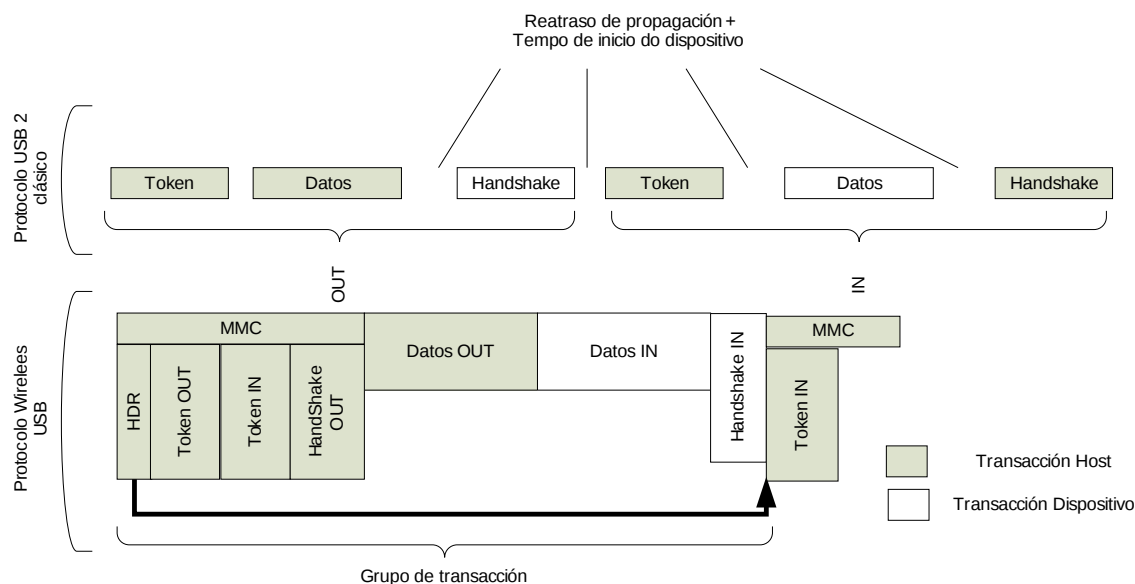 Reatraso de propagación +
Tempo de inicio do dispositivo
Protocolo USB 2
clásico
Token
Datos
Handshake
Token
Datos
Handshake
OUT
IN
Protocolo Wirelees
USB
MMC
HDR
Token OUT
Token IN
HandShake
OUT
Datos OUT
Datos IN
Handshake IN
MMC
Token IN
Transacción Host
Transacción Dispositivo
Grupo de transacción